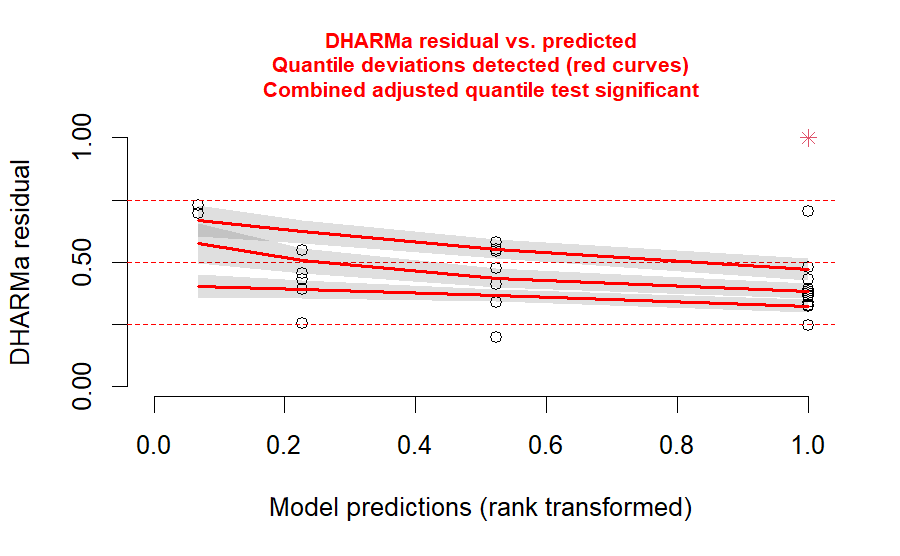 DHARMa residual vs. predicted
Quantile deviations detected (red curves)
Combined adjusted quantile test significant
1.00
0.50
0.00
DHARMa residual
0.0 0.2 0.4 0.6 0.8 1.0
Model predictions (rank transformed)